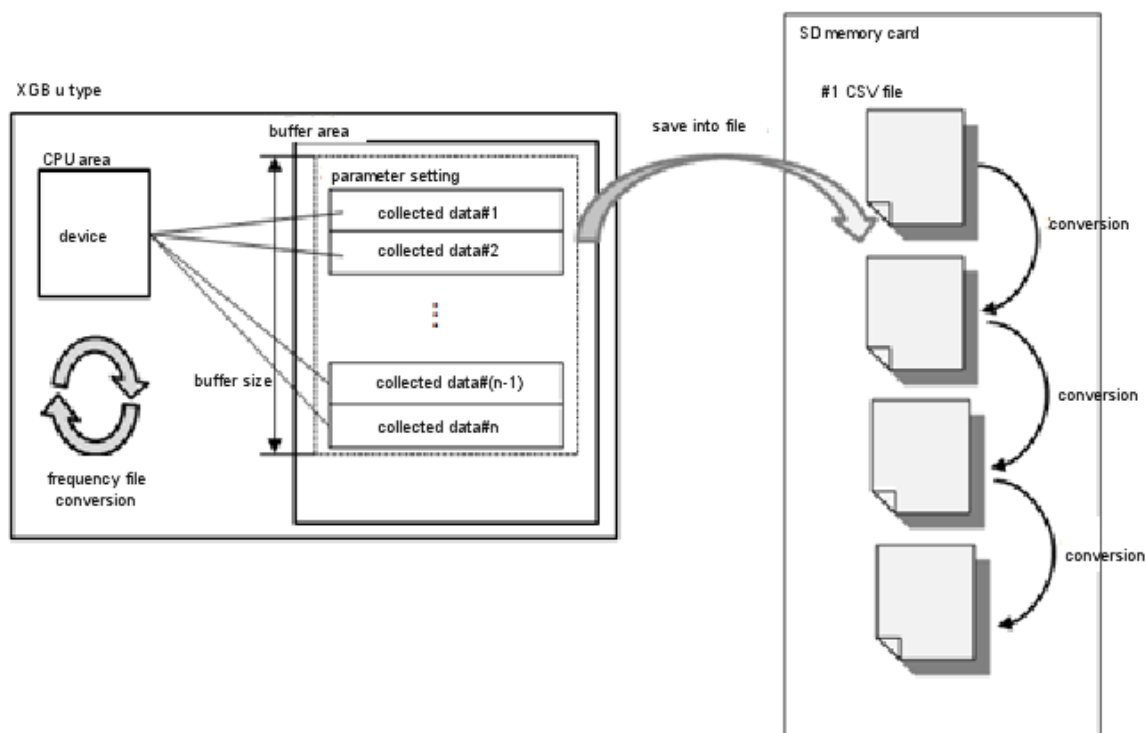 SD memory card
XGB u type
#1 CSV file
buffer area
save into file
CPU area
parameter setting
collected data#1
device
collected data#2
conversion
buffer size
collected data#(n-1)
conversion
collected data#n
frequency file
conversion
conversion